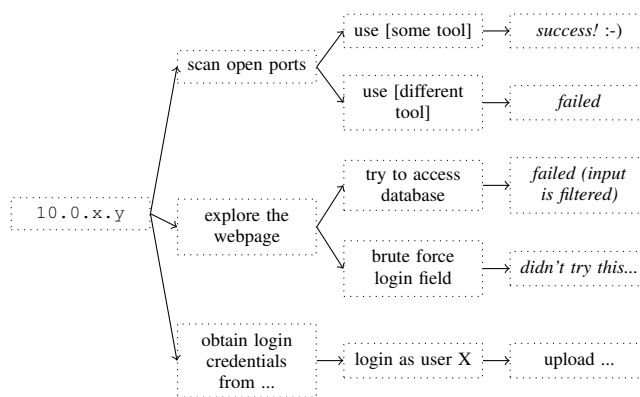 10.0.x.y
scan open ports
use [some tool]
success! :-)
use [different
tool]
failed
explore the
webpage
try to access
database
failed (input
is filtered)
brute force
login field
didn't try this...
obtain login
credentials
from ...
login as user X
upload ...